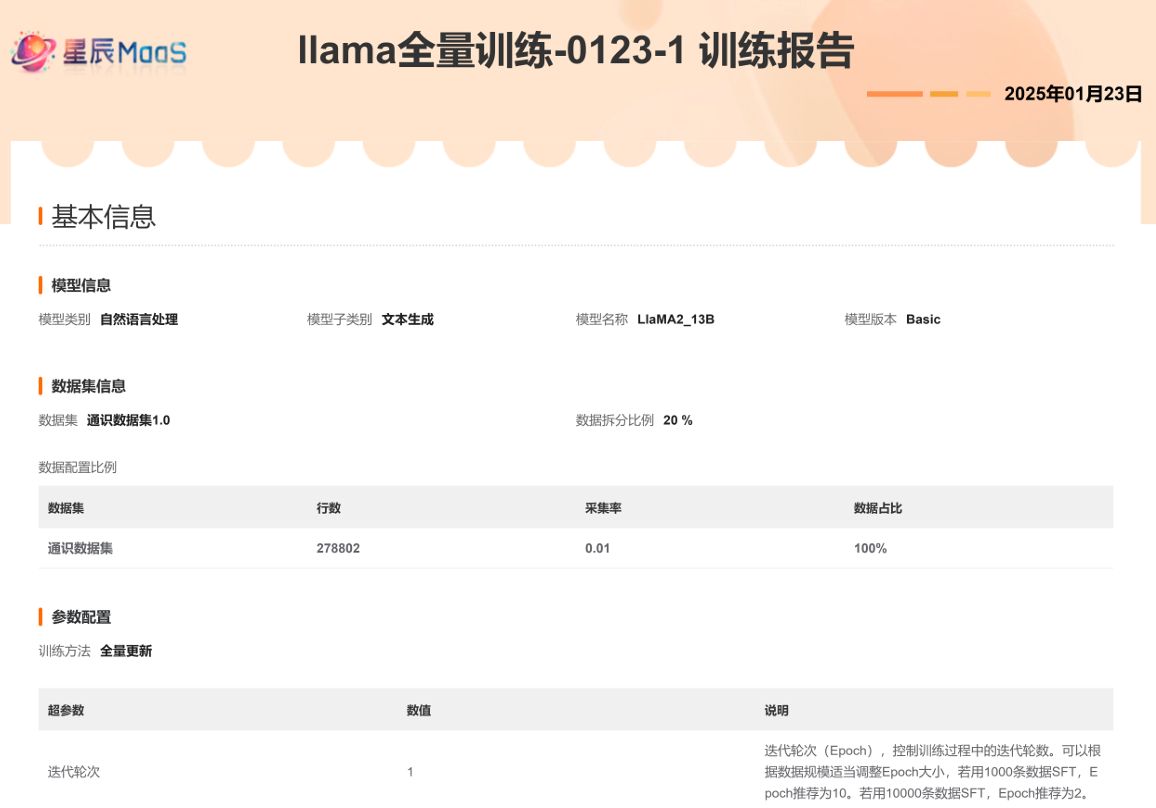 星辰MaaS
llama全量训练-0123-1 训练报告
2025年01月23日
基本信息
模型信息
模型类别 自然语言处理 模型子类别 文本生成 模型名称 LlaMA2_13B 模型版本 Basic
数据集信息
数据集 通识数据集1.0 数据拆分比例 20 %
数据配置比例
数据集 行数 采集率 数据占比
通识数据集 278802 0.01 100%
参数配置
训练方法 全量更新
超参数 数值 说明
迭代轮次 1 迭代轮次（Epoch），控制训练过程中的迭代轮数。可以根
据数据规模适当调整Epoch大小，若用1000条数据SFT，E
poch推荐为10。若用10000条数据SFT，Epoch推荐为2。